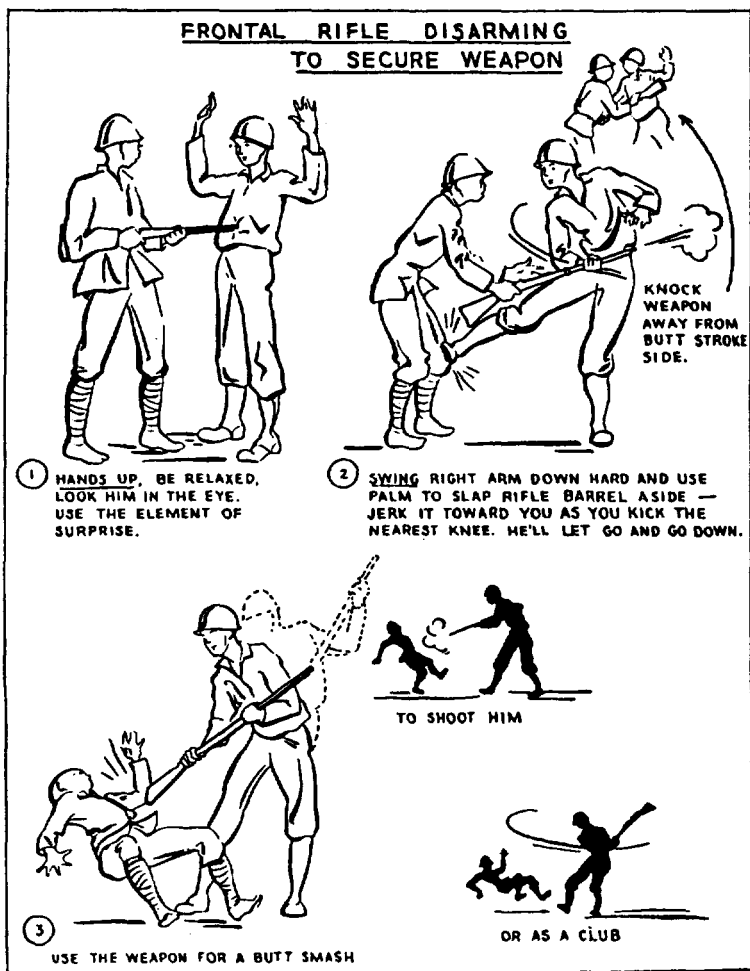 FRONTAL RIFLE DISARMING
TO SECURE WEAPON
KNOCK
WEAPON
AWAY FROM
BUTT STROKE
SIDE.
1 HANDS UP, BE RELAXED,
LOOK HIM IN THE EYE.
USE THE ELEMENT OF
SURPRISE.
2 SWING RIGHT ARM DOWN HARD AND USE
PALM TO SLAP RIFLE BARREL ASIDE —
JERK IT TOWARD YOU AS YOU KICK THE
NEAREST KNEE. HE'LL LET GO AND GO DOWN.
TO SHOOT HIM
OR AS A CLUB
3
USE THE WEAPON FOR A BUTT SMASH